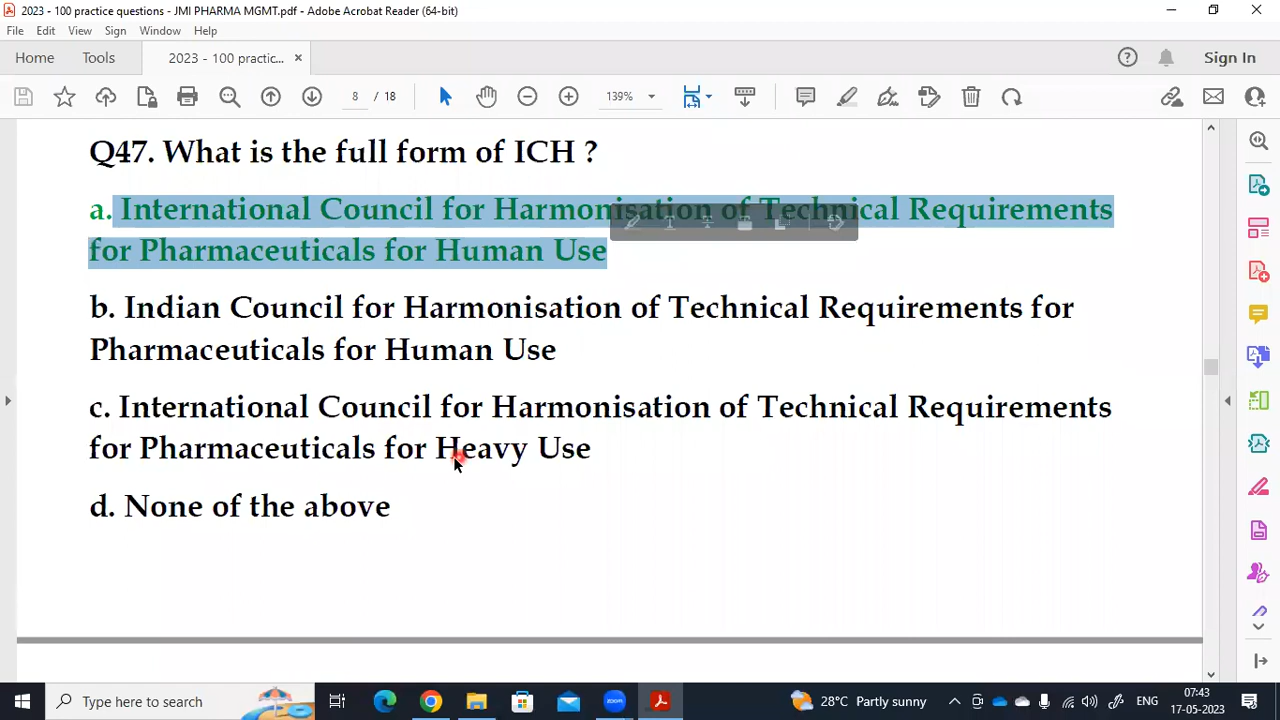 2023 - 100 practice questions - JMI PHARMA MGMT.pdf - Adobe Acrobat Reader (64-bit)
File Edit View Sign Window Help
Home Tools 2023 - 100 practic... × Sign In
8 / 18 139%
Q47. What is the full form of ICH ?
a. International Council for Harmonisation of Technical Requirements
for Pharmaceuticals for Human Use
b. Indian Council for Harmonisation of Technical Requirements for
Pharmaceuticals for Human Use
c. International Council for Harmonisation of Technical Requirements
for Pharmaceuticals for Heavy Use
d. None of the above
Type here to search zoom 28°C Partly sunny ENG 07:43
17-05-2023